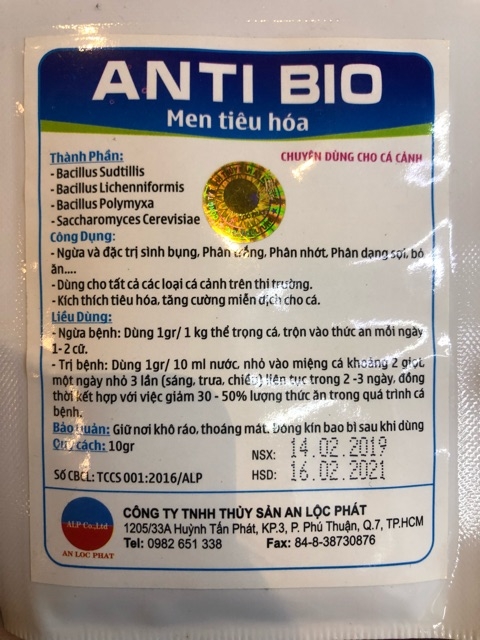 ANTI BIO
Men tiêu hóa
Thành Phần:
CHUYÊN DÙNG CHO CÁ CẢNH
- Bacillus Sudtillis
- Bacillus Lichenniformis
- Bacillus Polymyxa
- Saccharomyces Cerevisiae
Công Dụng:
- Ngừa và đặc trị sình bụng, Phân trắng, Phân nhớt, Phân dạng sợi, bỏ
ăn....
- Dùng cho tất cả các loại cá cảnh trên thị trường.
- Kích thích tiêu hóa, tăng cường miễn dịch cho cá.
Liều Dùng:
- Ngừa bệnh: Dùng 1gr/ 1 kg thể trọng cá, trộn vào thức ăn mỗi ngày
1- 2 cữ.
- Trị bệnh: Dùng 1gr/ 10 ml nước, nhỏ vào miệng cá khoảng 2 giọt,
một ngày nhỏ 3 lần (sáng, trưa, chiều) liên tục trong 2 -3 ngày, đồng
thời kết hợp với việc giảm 30 - 50% lượng thức ăn trong quá trình cá
bệnh.
Bảo Quản: Giữ nơi khô ráo, thoáng mát. Đóng kín bao bì sau khi dùng
Quy cách: 10gr
NSX: 14.02.2019
Số CBCL: TCCS 001:2016/ALP
HSD: 16.02.2021
ALP Co.,Ltd
AN LOC PHAT
CÔNG TY TNHH THỦY SẢN AN LỘC PHÁT
1205/33A Huỳnh Tấn Phát, KP.3, P. Phú Thuận, Q.7, TP.HCM
Tel: 0982 651 338 Fax: 84-8-38730876